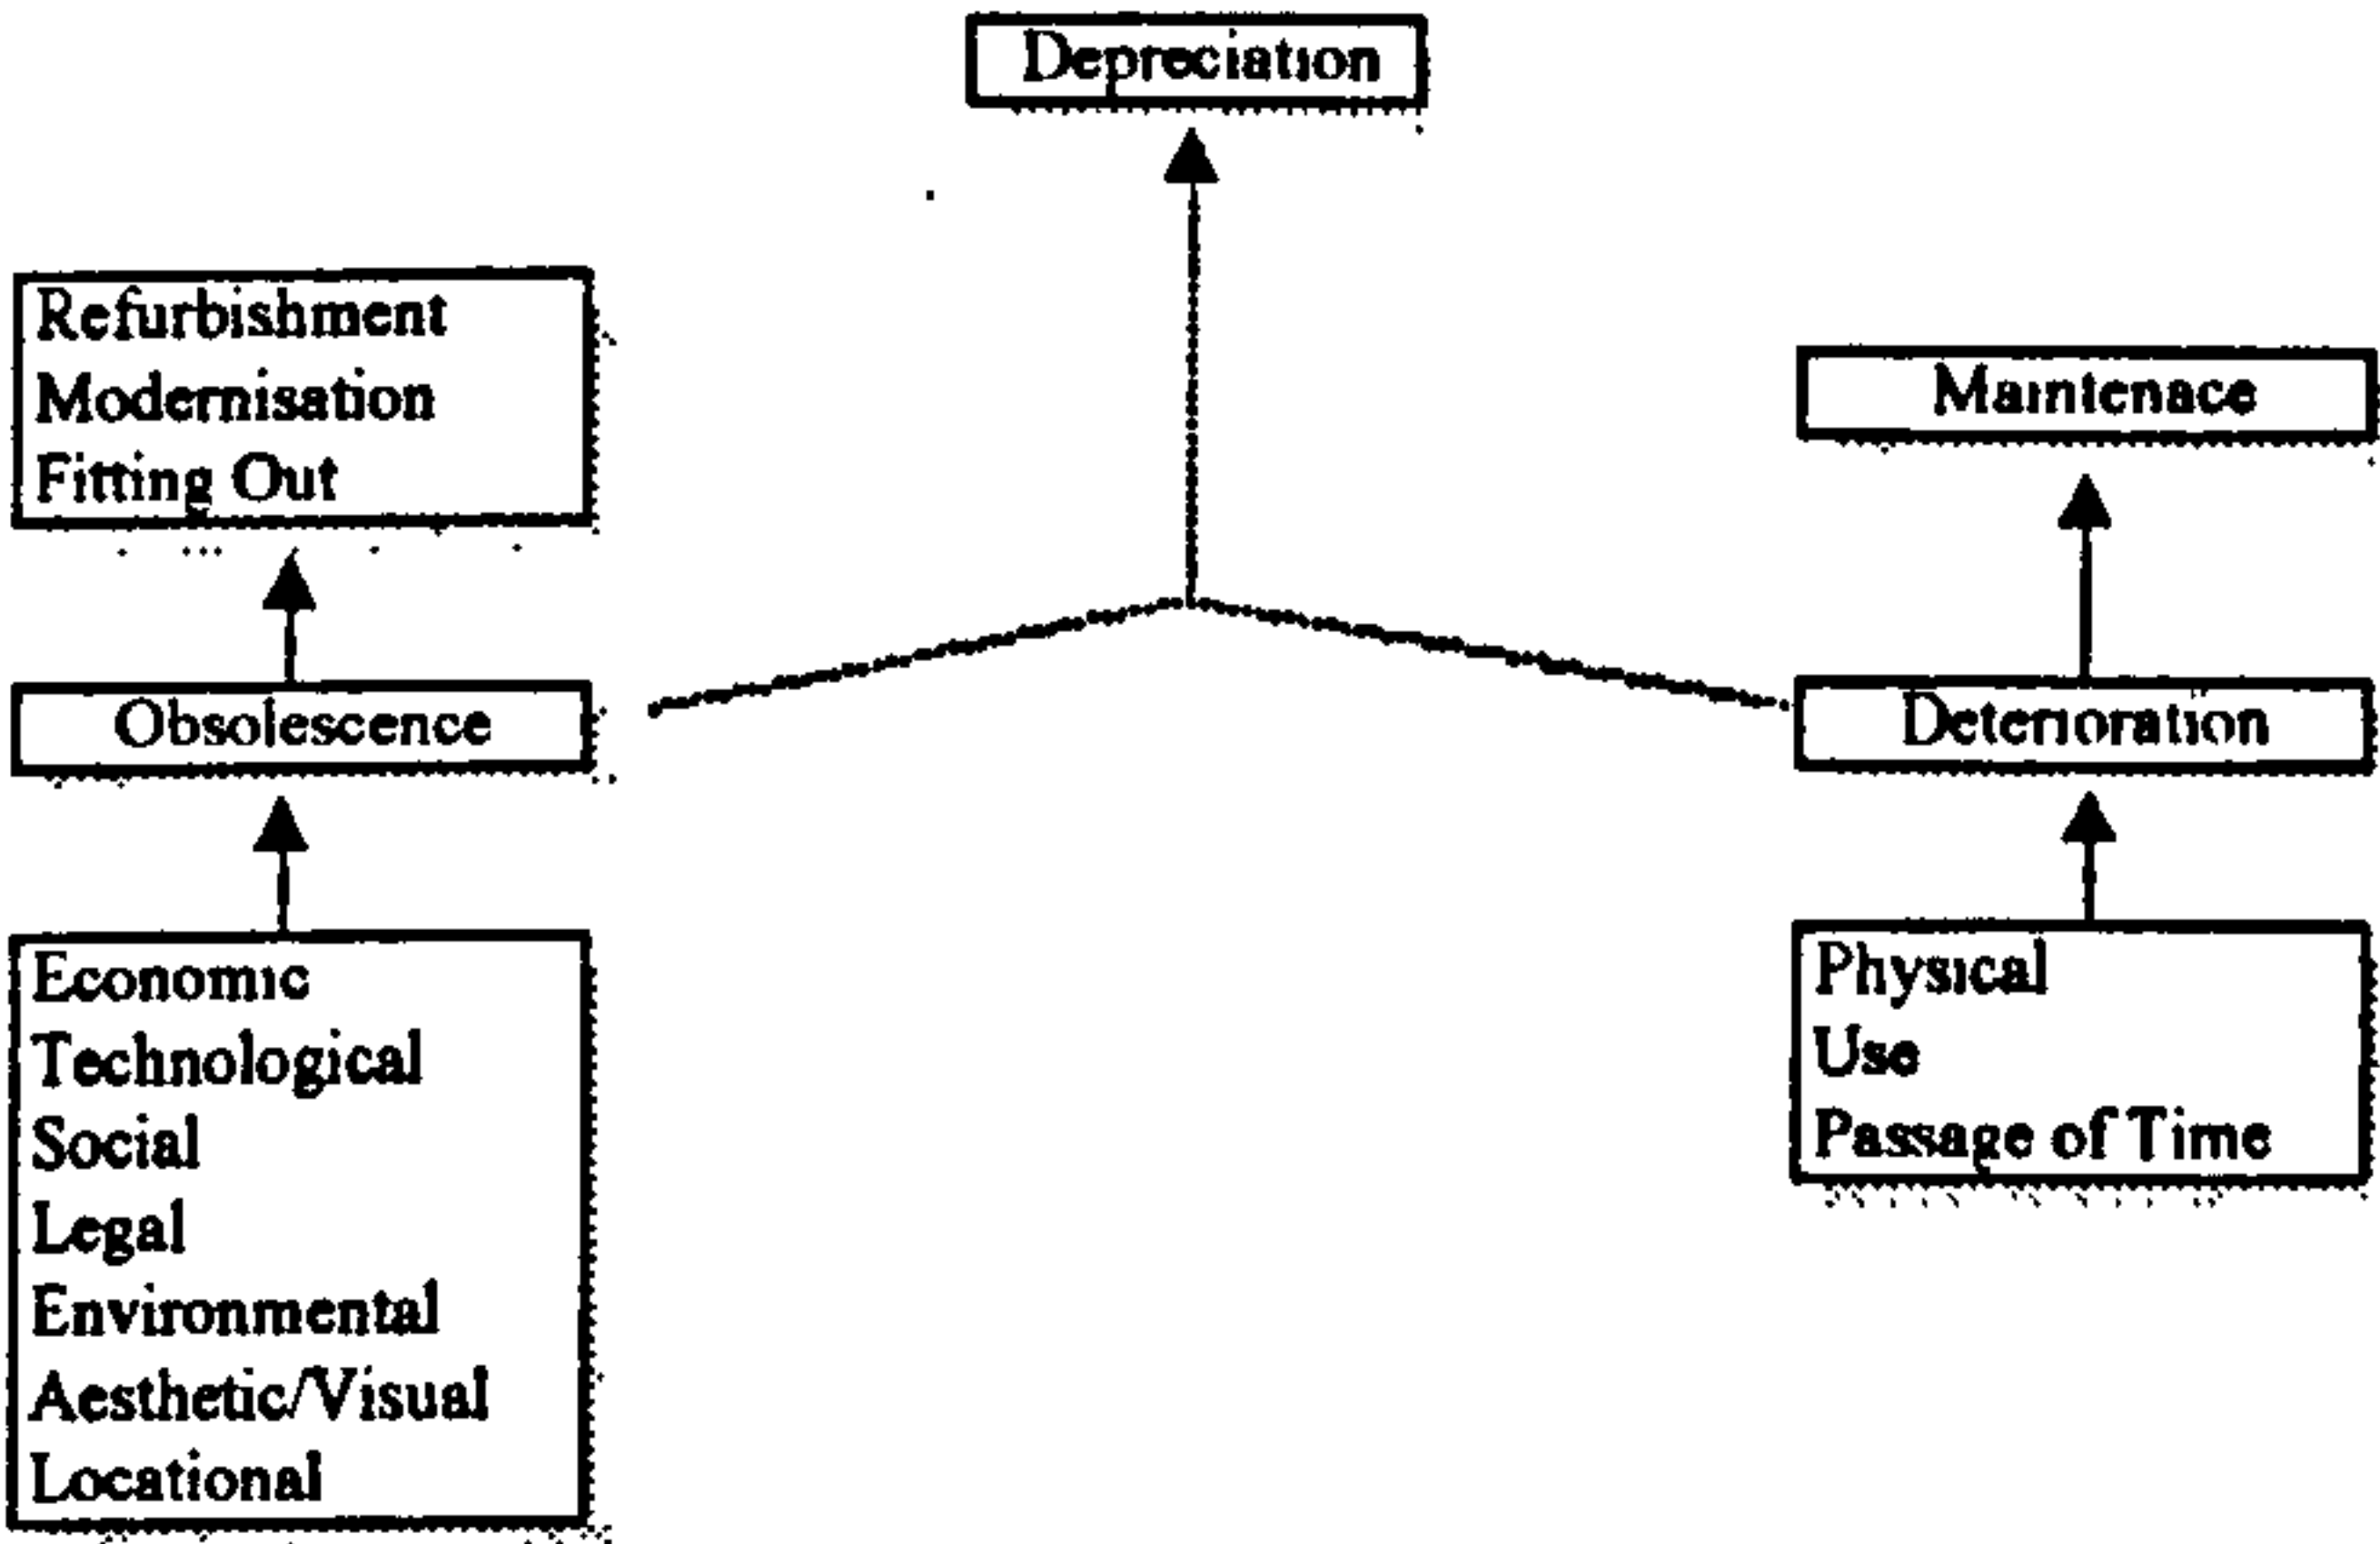 Depreciation
Refurbishment
Modernisation
Fitting Out
Maintenace
Obsolescence
Deterioration
Economic
Technological
Social
Legal
Environmental
Aesthetic/Visual
Locational
Physical
Use
Passage of Time